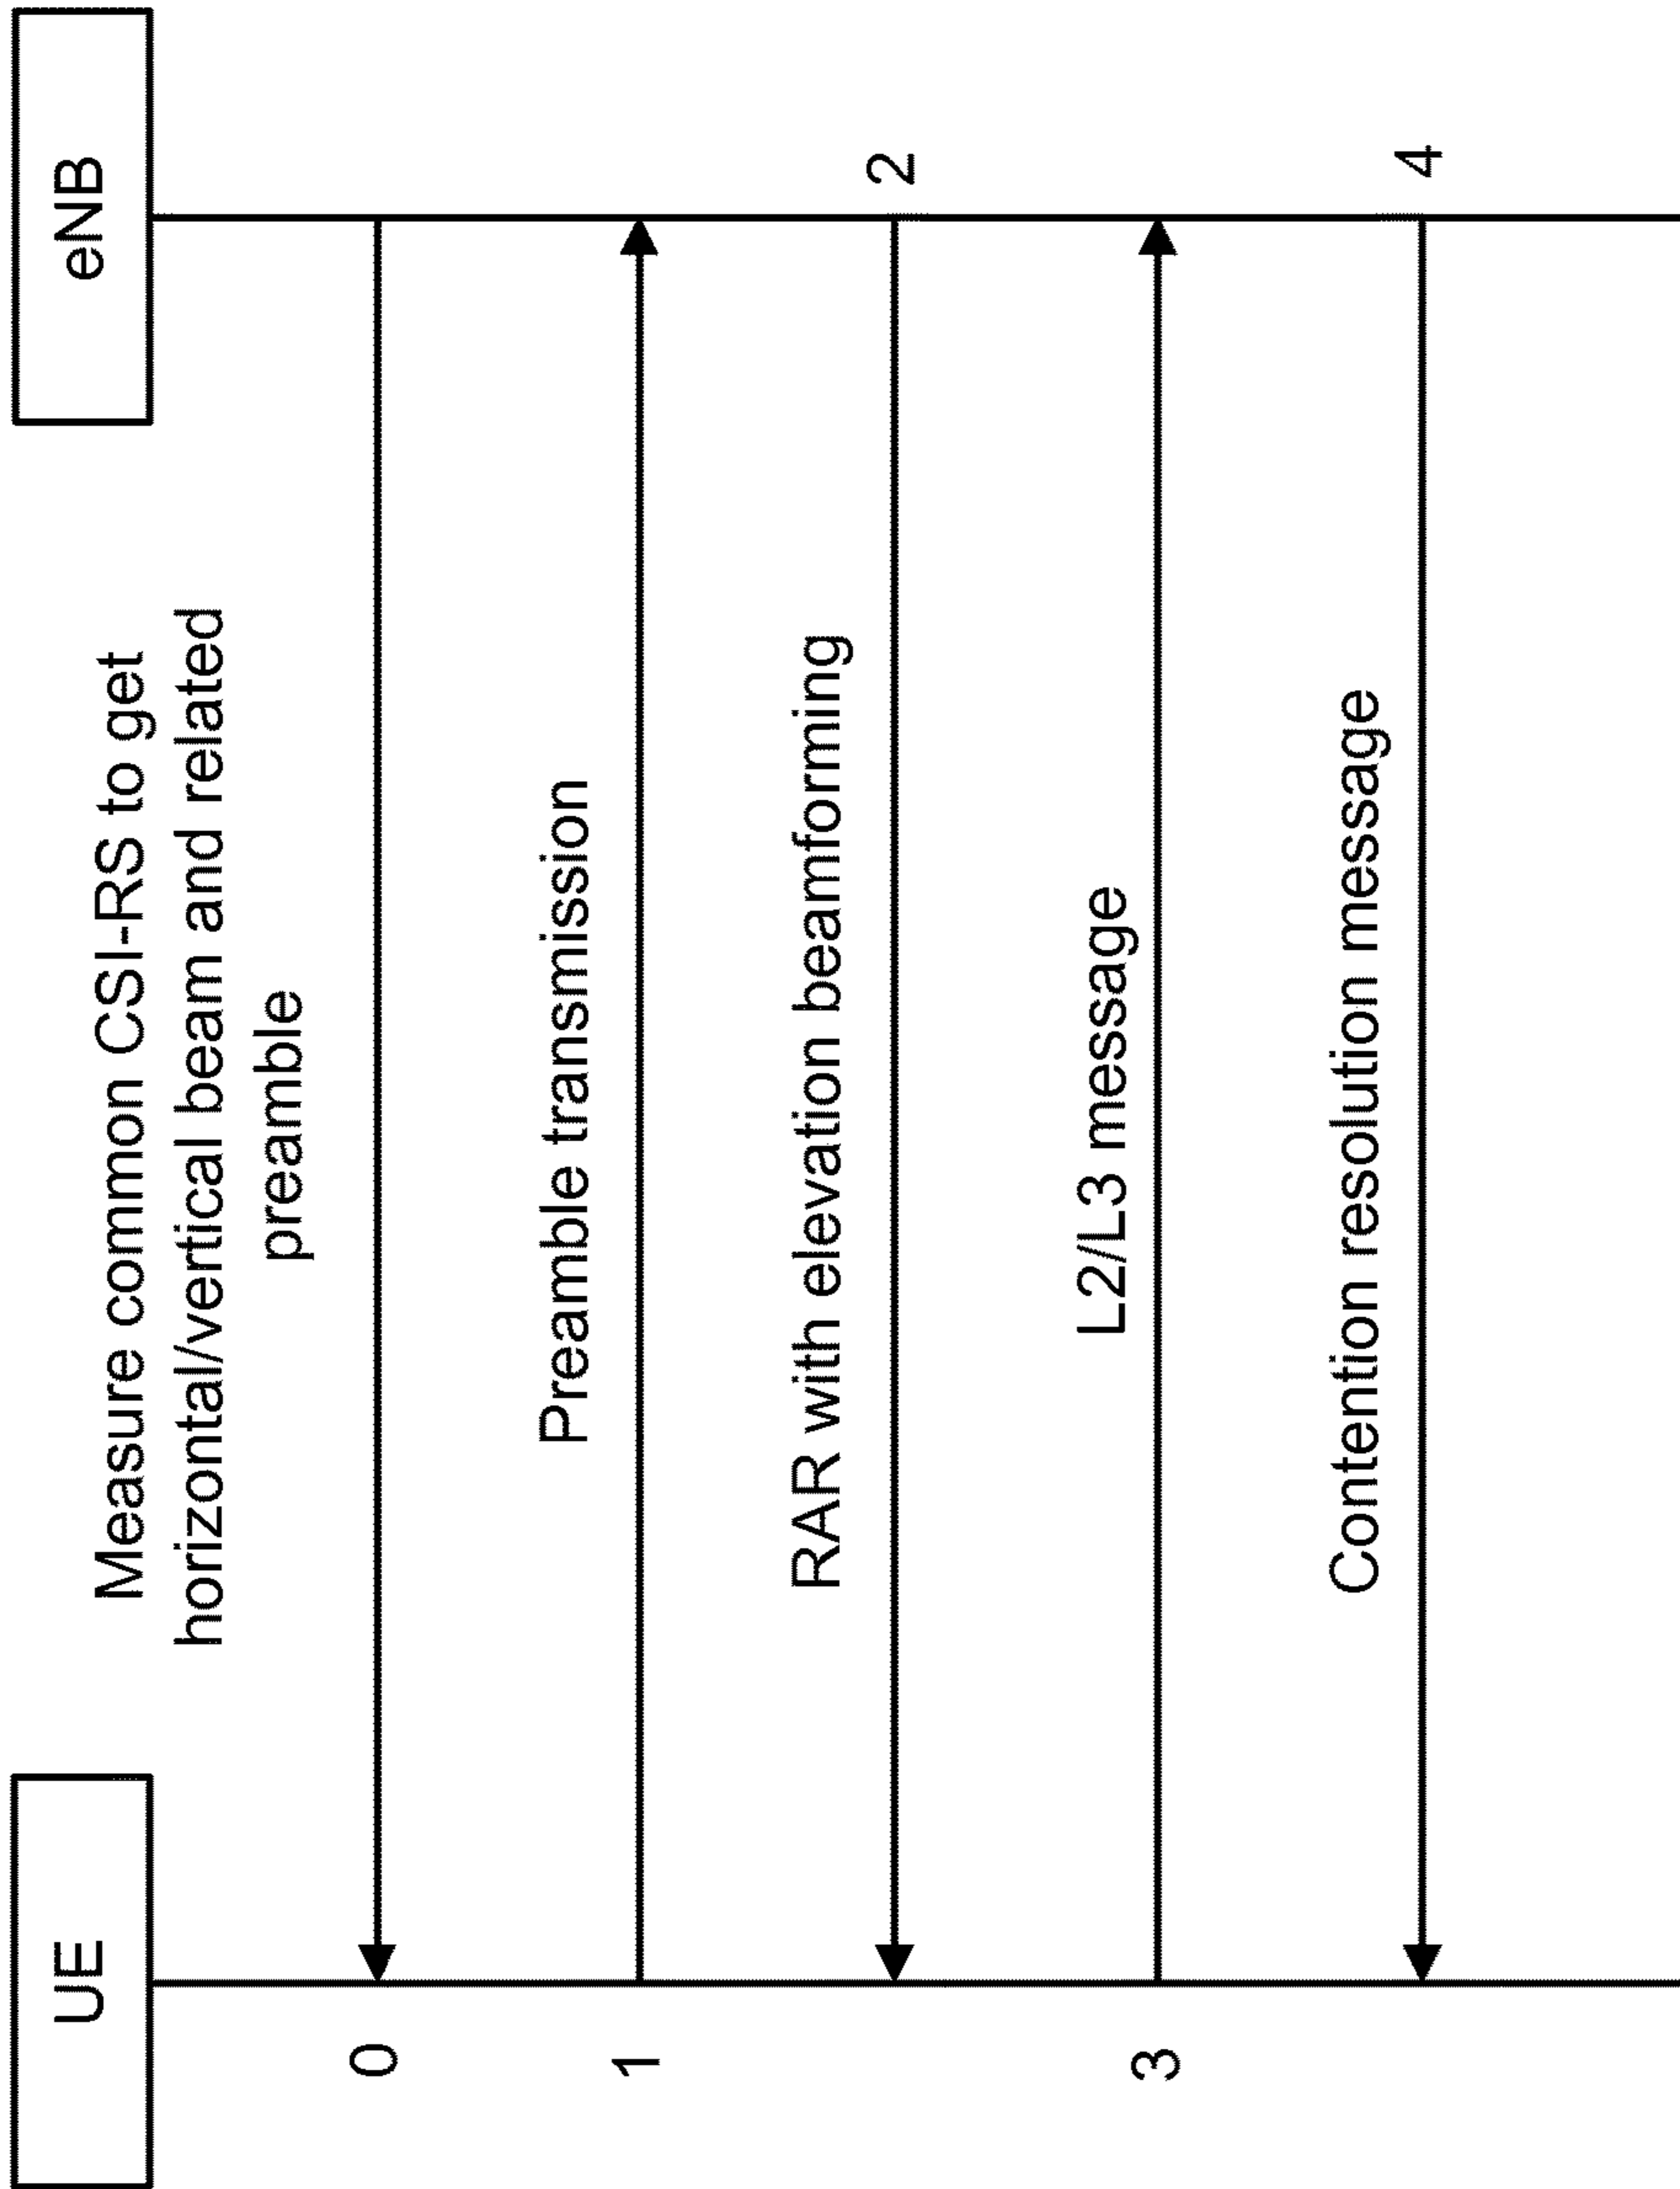 UE
eNB
Measure common CSI-RS to get
horizontal/vertical beam and related
preamble
0
Preamble transmission
1
RAR with elevation beamforming
2
L2/L3 message
3
Contention resolution message
4